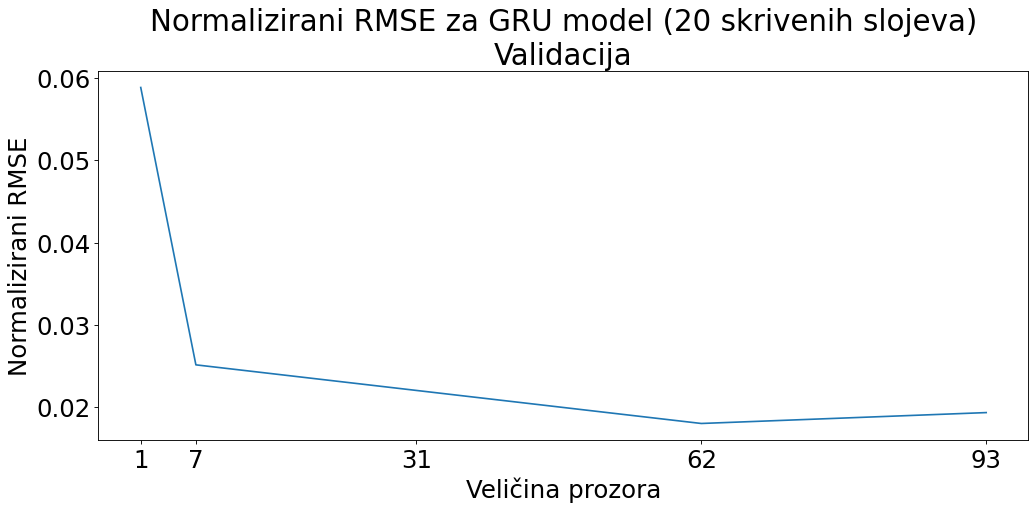 Normalizirani RMSE za GRU model (20 skrivenih slojeva)
Validacija
0.06
0.05
0.04
0.03
0.02
Normalizirani RMSE
1 7 31 62 93
Veličina prozora